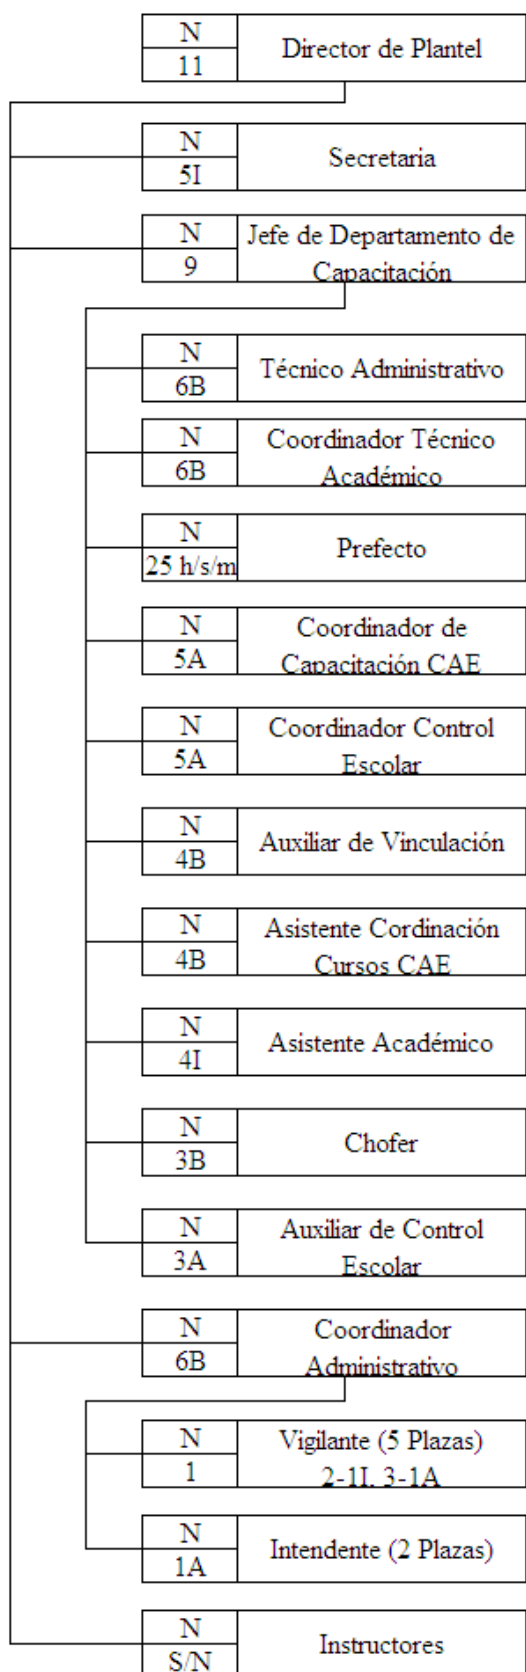 N
11
Director de Plantel
N
5I
Secretaria
N
9
Jefe de Departamento de
Capacitación
N
6B
Técnico Administrativo
N
6B
Coordinador Técnico
Académico
N
25 h/s/m
Prefecto
N
5A
Coordinador de
Capacitación CAE
N
5A
Coordinador Control
Escolar
N
4B
Auxiliar de Vinculación
N
4B
Asistente Cordinación
Cursos CAE
N
4I
Asistente Académico
N
3B
Chofer
N
3A
Auxiliar de Control
Escolar
N
6B
Coordinador
Administrativo
N
1
Vigilante (5 Plazas)
2-1I, 3-1A
N
1A
Intendente (2 Plazas)
N
S/N
Instructores